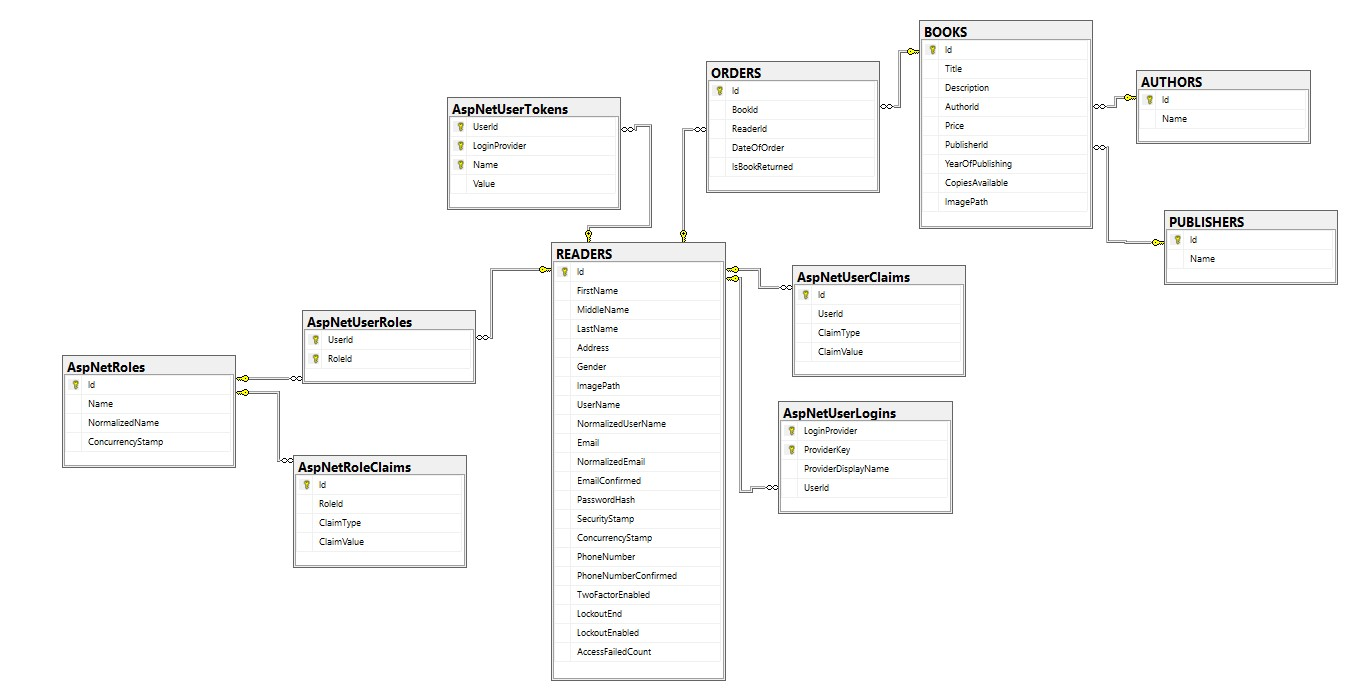 BOOKS
Id
Title
Description
AuthorId
Price
PublisherId
YearOfPublishing
CopiesAvailable
ImagePath
ORDERS
Id
BookId
ReaderId
DateOfOrder
IsBookReturned
AUTHORS
Id
Name
AspNetUserTokens
UserId
LoginProvider
Name
Value
PUBLISHERS
Id
Name
READERS
Id
FirstName
MiddleName
LastName
Address
Gender
ImagePath
UserName
NormalizedUserName
Email
NormalizedEmail
EmailConfirmed
PasswordHash
SecurityStamp
ConcurrencyStamp
PhoneNumber
PhoneNumberConfirmed
TwoFactorEnabled
LockoutEnd
LockoutEnabled
AccessFailedCount
AspNetUserClaims
Id
UserId
ClaimType
ClaimValue
AspNetUserRoles
UserId
RoleId
AspNetRoles
Id
Name
NormalizedName
ConcurrencyStamp
AspNetUserLogins
LoginProvider
ProviderKey
ProviderDisplayName
UserId
AspNetRoleClaims
Id
RoleId
ClaimType
ClaimValue